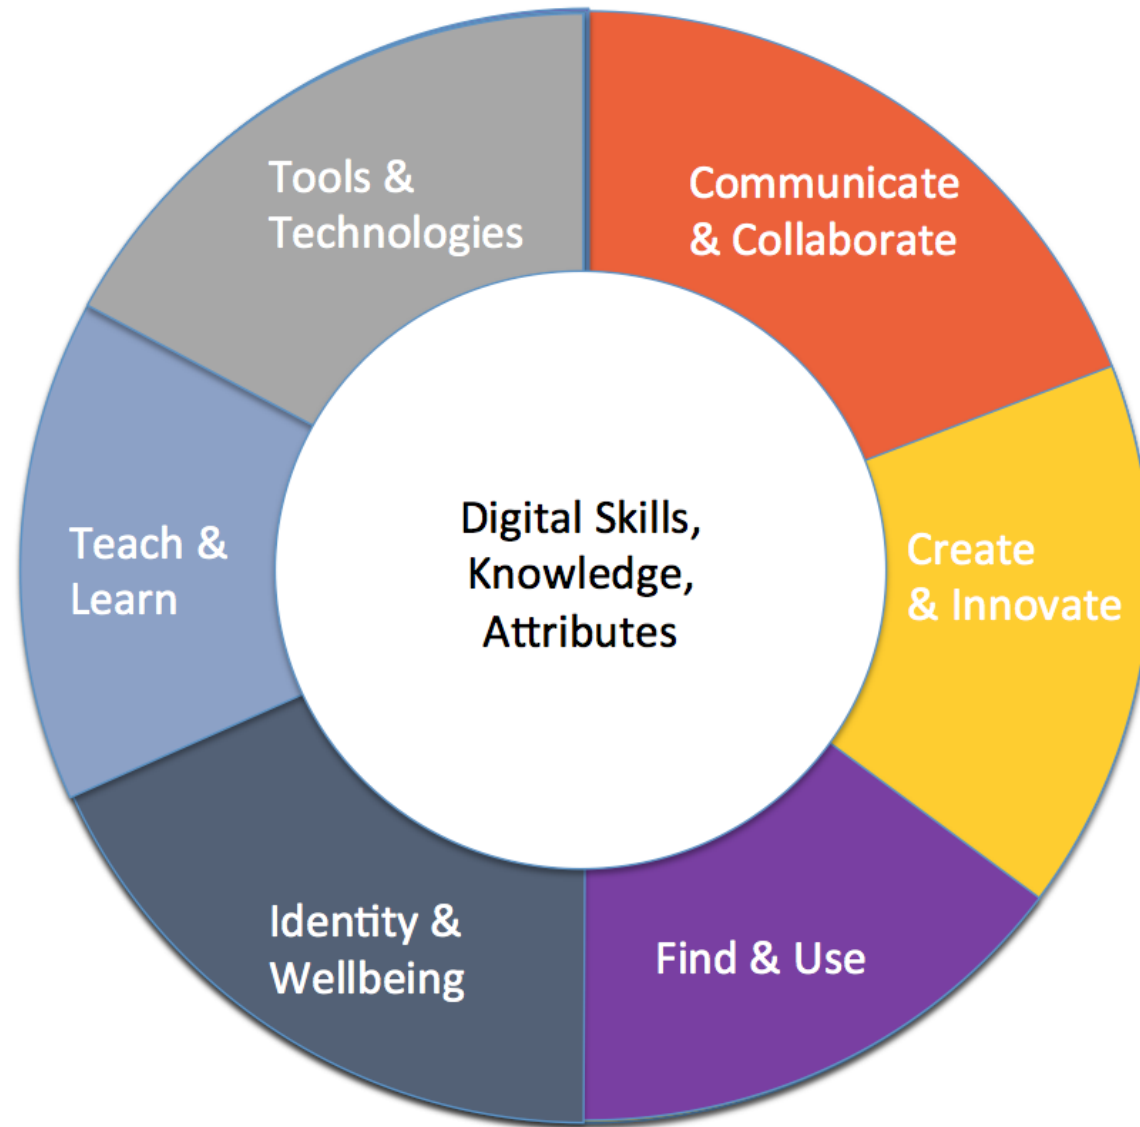 Tools &
Technologies
Communicate
& Collaborate
Teach &
Learn
Digital Skills,
Knowledge,
Attributes
Create
& Innovate
Identity &
Wellbeing
Find & Use